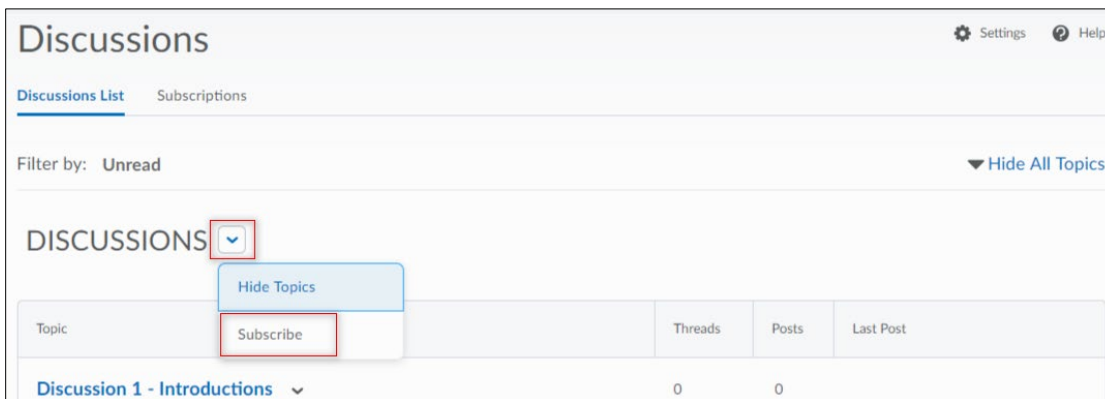 Discussions
Settings Help
Discussions List Subscriptions
Filter by: Unread
Hide All Topics
DISCUSSIONS
Hide Topics
Subscribe
Topic Threads Posts Last Post
Discussion 1 - Introductions 0 0